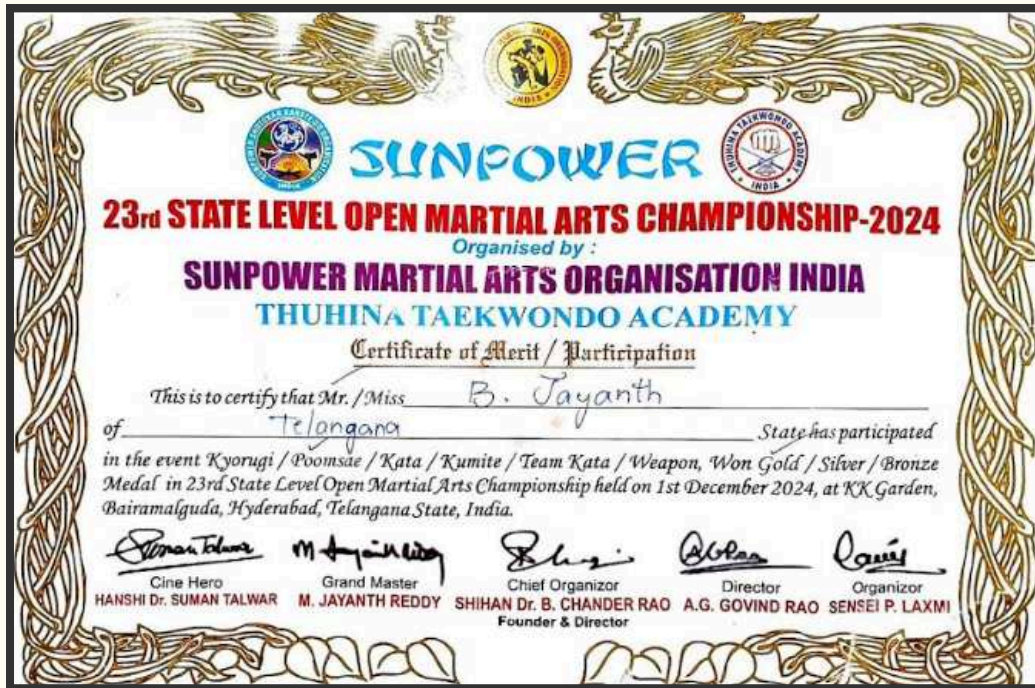 SUNPOWER
23rd STATE LEVEL OPEN MARTIAL ARTS CHAMPIONSHIP-2024
Organised by :
SUNPOWER MARTIAL ARTS ORGANISATION INDIA
THUHINA TAEKWONDO ACADEMY
Certificate of Merit / Participation
This is to certify that Mr. / Miss B. Jayanth
of Telangana State has participated
in the event Kyorugi / Poomsae / Kata / Kumite / Team Kata / Weapon, Won Gold / Silver / Bronze
Medal in 23rd State Level Open Martial Arts Championship held on 1st December 2024, at KK Garden,
Bairamalguda, Hyderabad, Telangana State, India.
Cine Hero Grand Master Chief Organizor Director Organizor
HANSHI Dr. SUMAN TALWAR M. JAYANTH REDDY SHIHAN Dr. B. CHANDER RAO A.G. GOVIND RAO SENSEI P. LAXMI
Founder & Director
THUHINA TAEKWONDO ACADEMY
INDIA
INDIA
INDIA